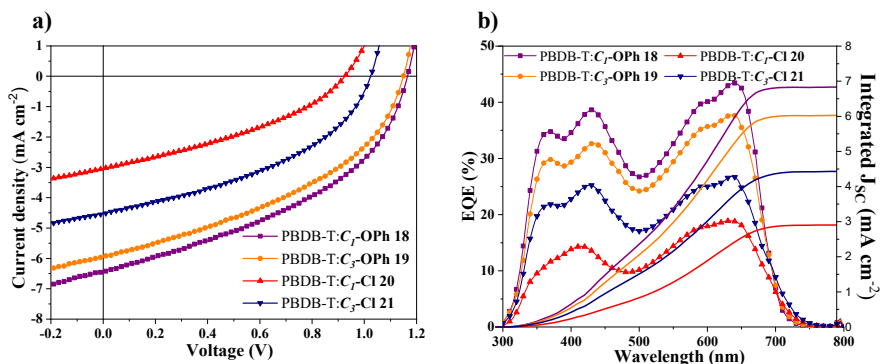 a)
1
0
-1
-2
-3
-4
-5
-6
-7
-8
Current density (mA cm-2)
PBDB-T:C1-OPh 18
PBDB-T:C3-OPh 19
PBDB-T:C1-Cl 20
PBDB-T:C3-Cl 21
-0.2 0.0 0.2 0.4 0.6 0.8 1.0 1.2
Voltage (V)
b)
50
40
30
20
10
0
EQE (%)
PBDB-T:C1-OPh 18 PBDB-T:C1-Cl 20
PBDB-T:C3-OPh 19 PBDB-T:C3-Cl 21
8
7
6
5
4
3
2
1
0
Integrated JSC (mA cm-2)
300 400 500 600 700 800
Wavelength (nm)